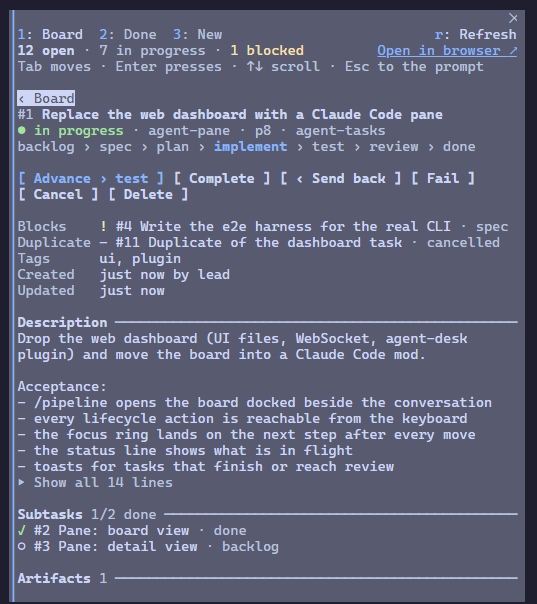 ×
1: Board  2: Done  3: New  r: Refresh
12 open · 7 in progress · 1 blocked  Open in browser ↗
Tab moves · Enter presses · ↑↓ scroll · Esc to the prompt
‹ Board
#1 Replace the web dashboard with a Claude Code pane
● in progress · agent-pane · p8 · agent-tasks
backlog › spec › plan › implement › test › review › done
[ Advance › test ] [ Complete ] [ ‹ Send back ] [ Fail ]
[ Cancel ] [ Delete ]
Blocks    ! #4 Write the e2e harness for the real CLI · spec
Duplicate – #11 Duplicate of the dashboard task · cancelled
Tags      ui, plugin
Created   just now by lead
Updated   just now
Description
Drop the web dashboard (UI files, WebSocket, agent-desk
plugin) and move the board into a Claude Code mod.
Acceptance:
– /pipeline opens the board docked beside the conversation
– every lifecycle action is reachable from the keyboard
– the focus ring lands on the next step after every move
– the status line shows what is in flight
– toasts for tasks that finish or reach review
▸ Show all 14 lines
Subtasks 1/2 done
✓ #2 Pane: board view · done
○ #3 Pane: detail view · backlog
Artifacts 1